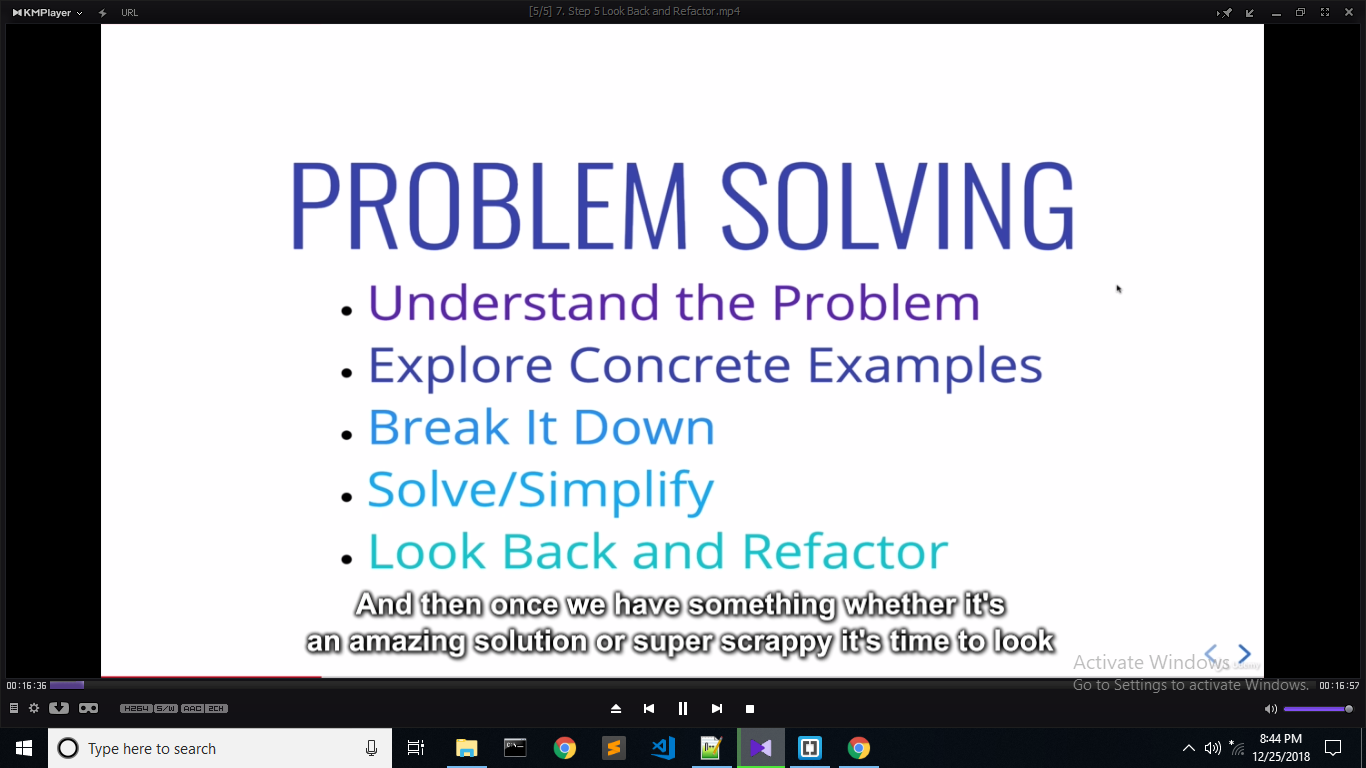 KMPlayer
URL
[5/5] 7. Step 5 Look Back and Refactor.mp4
PROBLEM SOLVING
• Understand the Problem
• Explore Concrete Examples
• Break It Down
• Solve/Simplify
• Look Back and Refactor
And then once we have something whether it's
an amazing solution or super scrappy it's time to look
Activate Windows
Go to Settings to activate Windows.
00:16:36
00:16:57
H264 S/W AAC 2CH
Type here to search
8:44 PM
12/25/2018